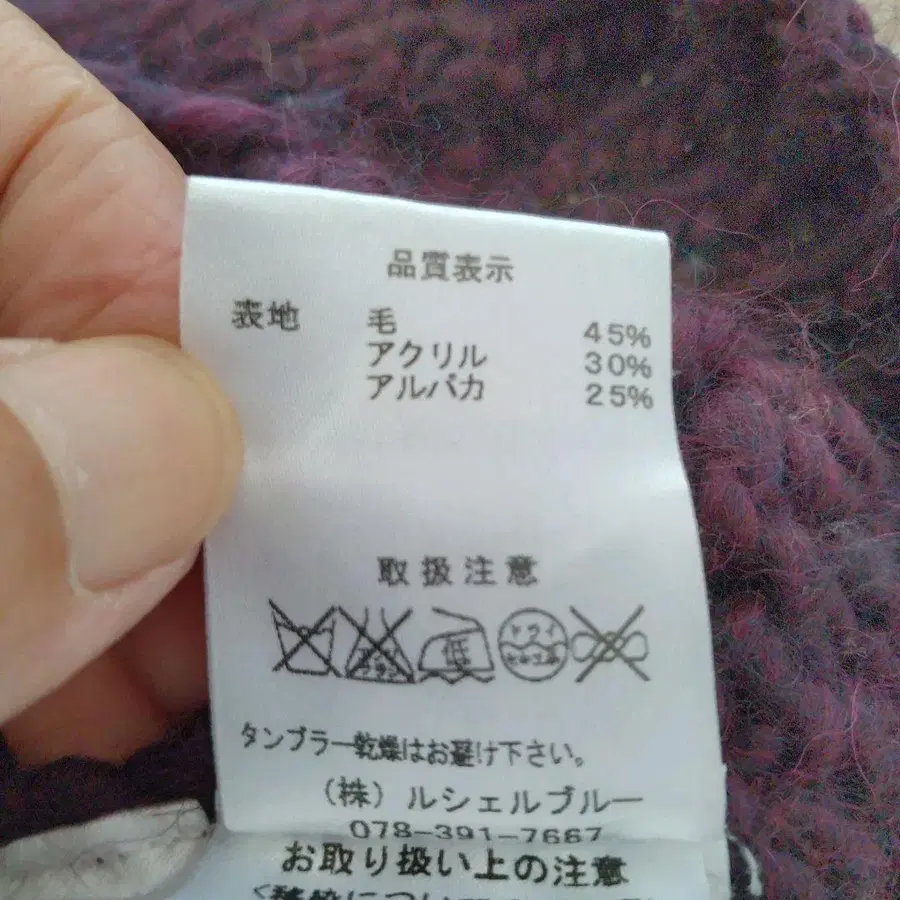 品質表示
表地 毛 45%
アクリル 30%
アルパカ 25%
取扱注意
低 ドライ
タンブラー乾燥はお避け下さい。
(株) ルシェルブルー
078-391-7667
お取り扱い上の注意